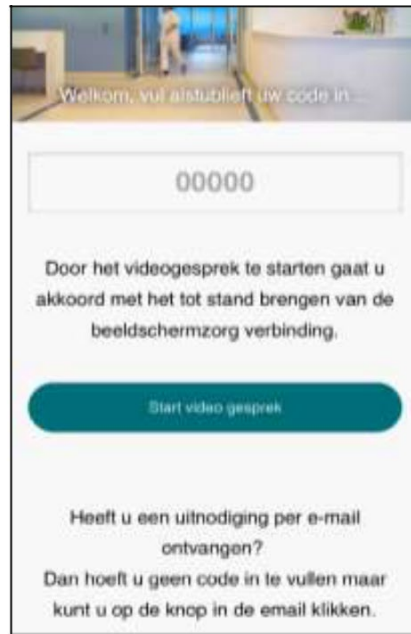 Welkom, vul alstublieft uw code in ...
00000
Door het videogesprek te starten gaat u
akkoord met het tot stand brengen van de
beeldschermzorg verbinding.
Start video gesprek
Heeft u een uitnodiging per e-mail
ontvangen?
Dan hoeft u geen code in te vullen maar
kunt u op de knop in de email klikken.